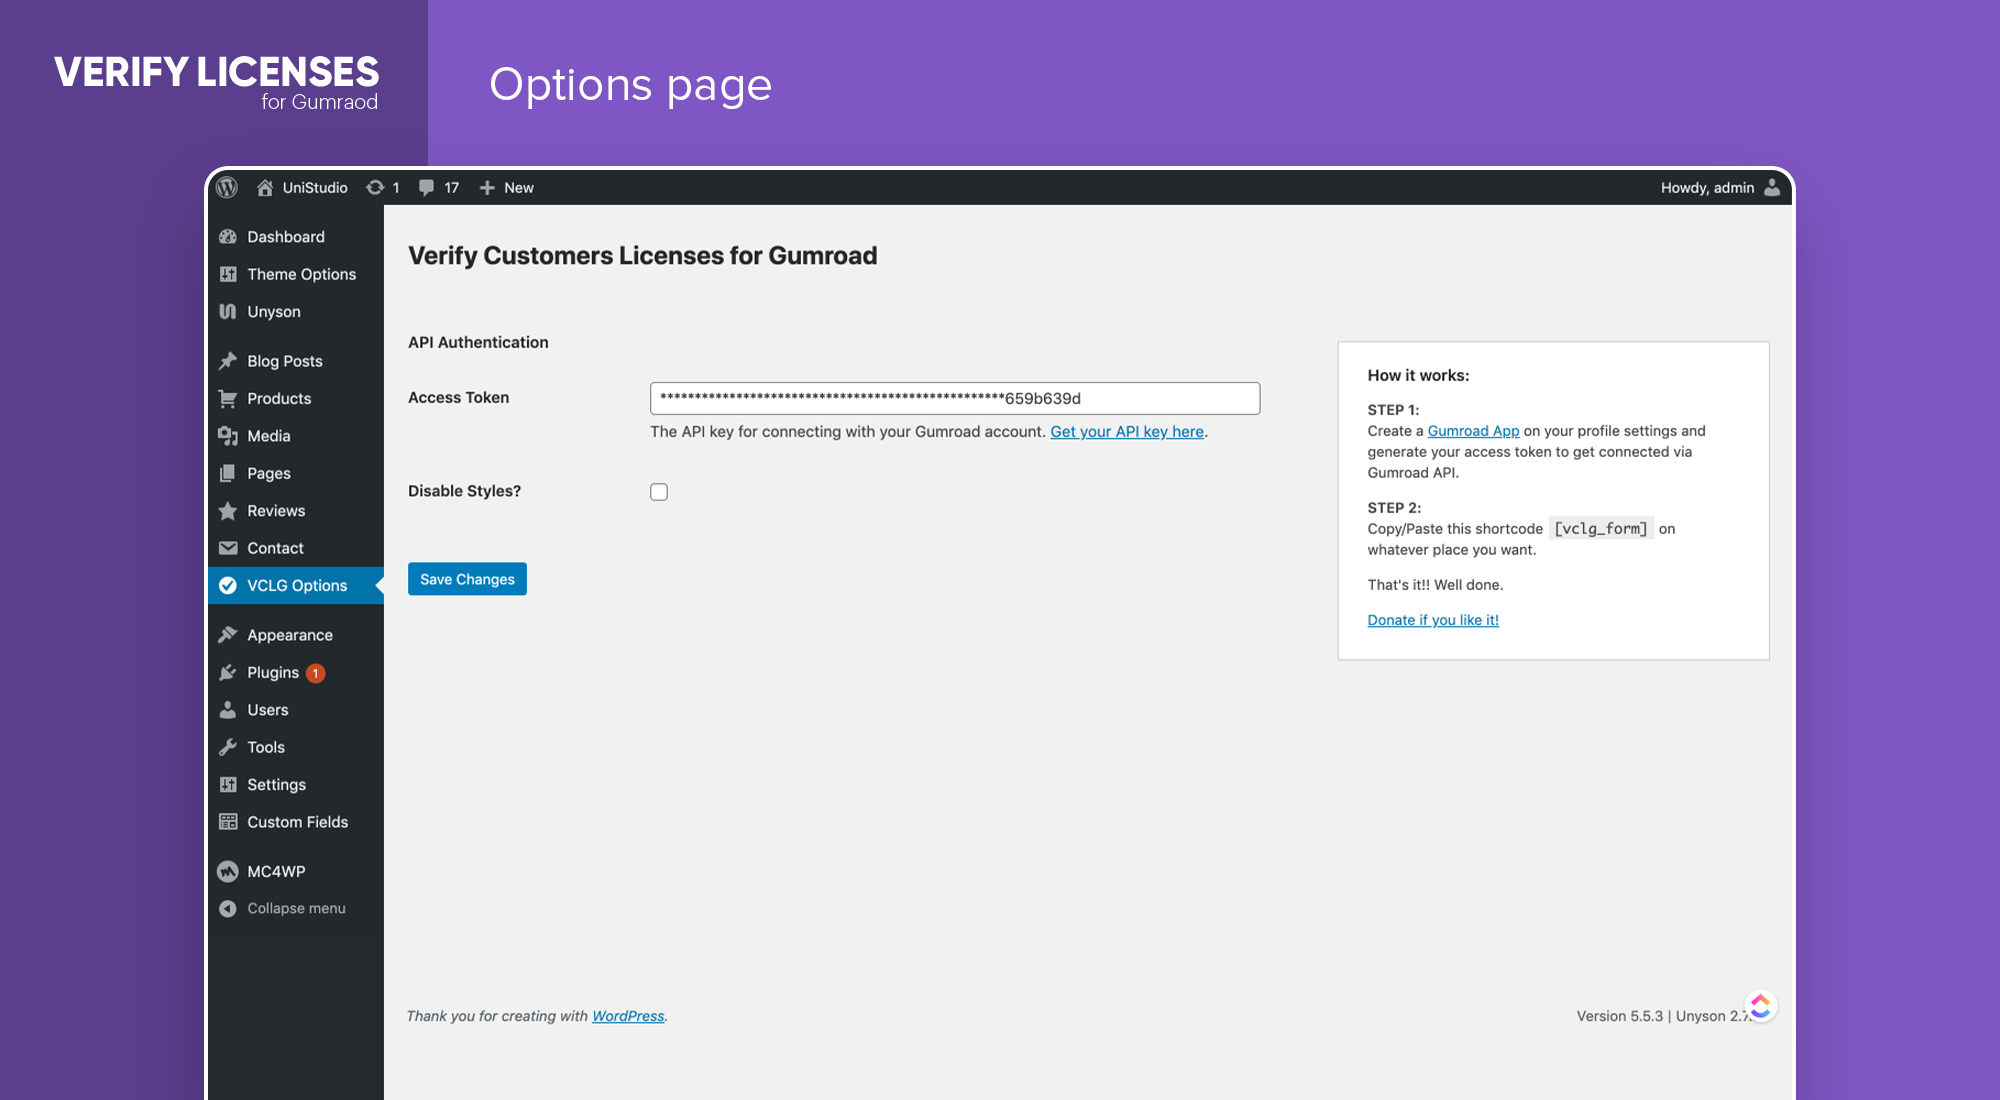 VERIFY LICENSES
for Gumraod
Options page
UniStudio 1 17 New
Howdy, admin
Dashboard
Theme Options
Unyson
Blog Posts
Products
Media
Pages
Reviews
Contact
VCLG Options
Appearance
Plugins 1
Users
Tools
Settings
Custom Fields
MC4WP
Collapse menu
Verify Customers Licenses for Gumroad
API Authentication
Access Token
**************************************************659b639d
The API key for connecting with your Gumroad account. Get your API key here.
Disable Styles?
Save Changes
How it works:
STEP 1:
Create a Gumroad App on your profile settings and
generate your access token to get connected via
Gumroad API.
STEP 2:
Copy/Paste this shortcode [vclg_form] on
whatever place you want.
That's it!! Well done.
Donate if you like it!
Thank you for creating with WordPress.
Version 5.5.3 | Unyson